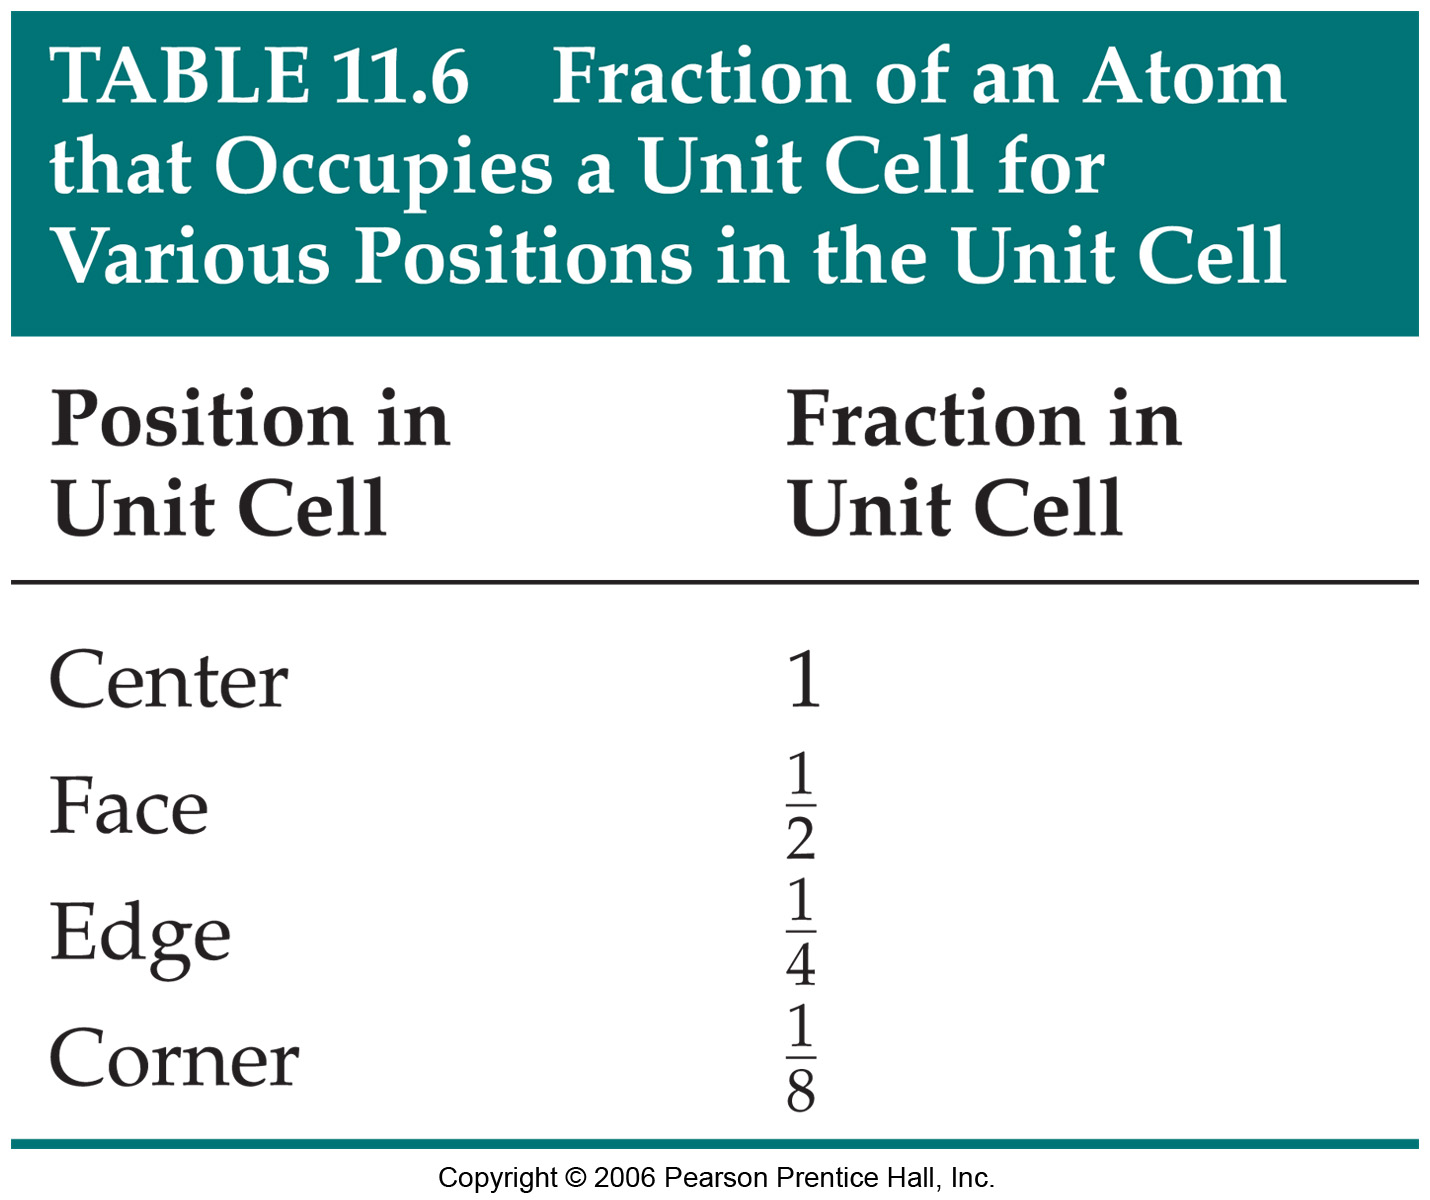 TABLE 11.6 Fraction of an Atom
that Occupies a Unit Cell for
Various Positions in the Unit Cell
Position in Unit Cell Fraction in Unit Cell
Center 1
Face 1/2
Edge 1/4
Corner 1/8
Copyright © 2006 Pearson Prentice Hall, Inc.